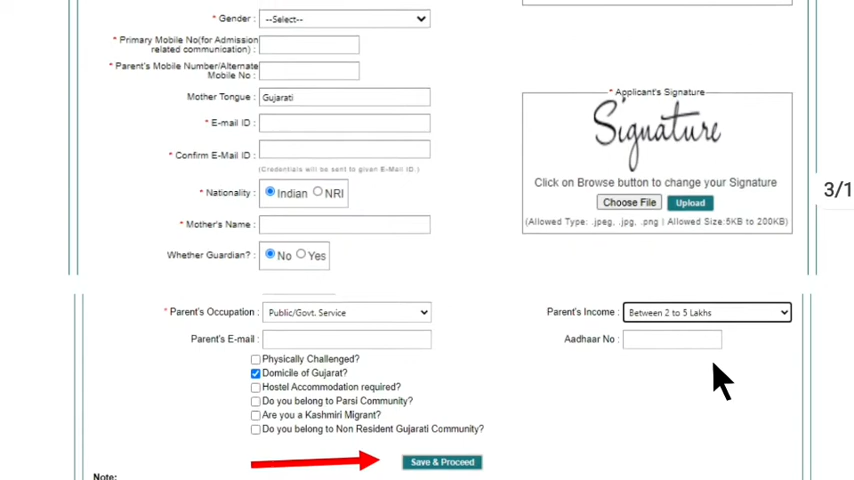 * Gender : --Select--
* Primary Mobile No(for Admission
related communication) :
* Parent's Mobile Number/Alternate
Mobile No :
Mother Tongue : Gujarati
* Applicant's Signature
Signature
* E-mail ID :
* Confirm E-Mail ID :
(Credentials will be sent to given E-Mail ID.)
Click on Browse button to change your Signature
* Nationality : Indian NRI
3/1
Choose File Upload
(Allowed Type: .jpeg, .jpg, .png | Allowed Size:5KB to 200KB)
* Mother's Name :
Whether Guardian? : No Yes
* Parent's Occupation : Public/Govt. Service
Parent's Income : Between 2 to 5 Lakhs
Parent's E-mail :
Aadhaar No :
Physically Challenged?
Domicile of Gujarat?
Hostel Accommodation required?
Do you belong to Parsi Community?
Are you a Kashmiri Migrant?
Do you belong to Non Resident Gujarati Community?
Save & Proceed
Note: